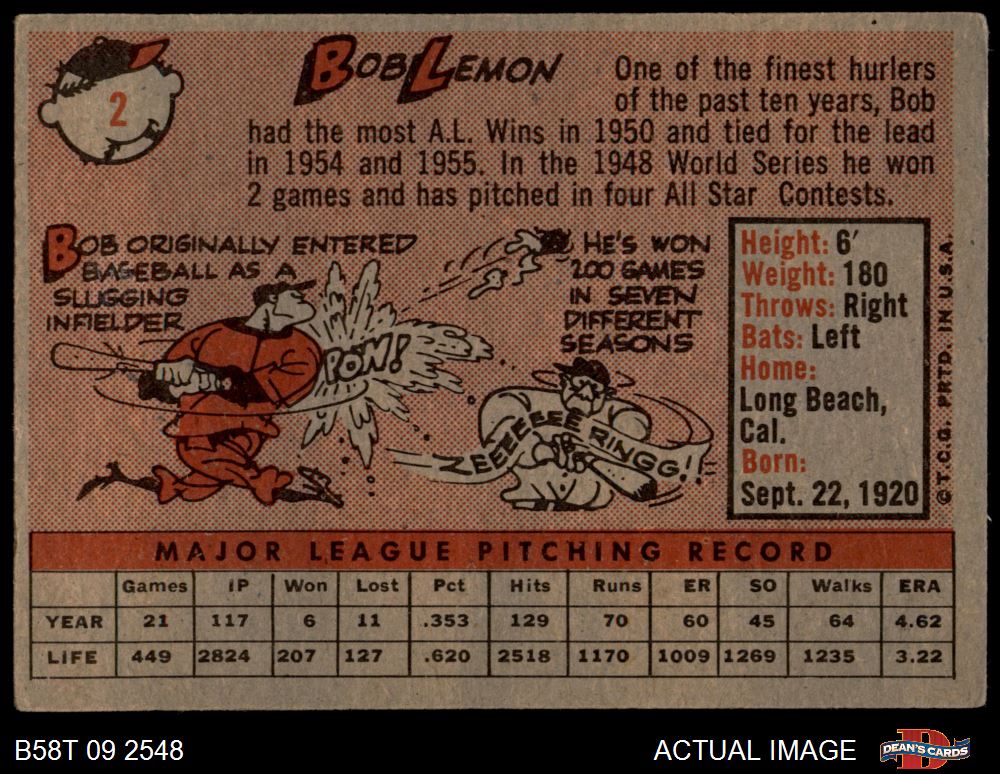 2
BOB LEMON
One of the finest hurlers
of the past ten years, Bob
had the most A.L. Wins in 1950 and tied for the lead
in 1954 and 1955. In the 1948 World Series he won
2 games and has pitched in four All Star Contests.
BOB ORIGINALLY ENTERED
BASEBALL AS A
SLUGGING
INFIELDER
POW!
HE'S WON
200 GAMES
IN SEVEN
DIFFERENT
SEASONS
ZEEEEEEEE RINGG!!
Height: 6′
Weight: 180
Throws: Right
Bats: Left
Home:
Long Beach,
Cal.
Born:
Sept. 22, 1920
© T.C.G. PRTD. IN U.S.A.
MAJOR LEAGUE PITCHING RECORD
Games IP Won Lost Pct Hits Runs ER SO Walks ERA
YEAR 21 117 6 11 .353 129 70 60 45 64 4.62
LIFE 449 2824 207 127 .620 2518 1170 1009 1269 1235 3.22
B58T 09 2548
ACTUAL IMAGE
B
DEAN'S CARDS